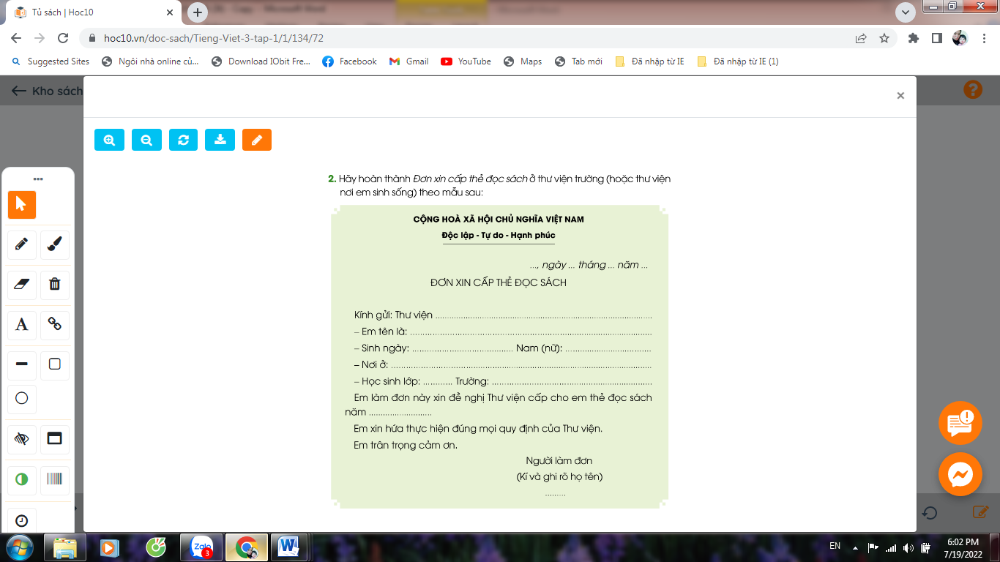 Tủ sách | Hoc10
hoc10.vn/doc-sach/Tieng-Viet-3-tap-1/1/134/72
Suggested Sites
Ngôi nhà online củ...
Download IObit Fre...
Facebook
Gmail
YouTube
Maps
Tab mới
Đã nhập từ IE
Đã nhập từ IE (1)
Kho sách
2. Hãy hoàn thành Đơn xin cấp thẻ đọc sách ở thư viện trường (hoặc thư viện
nơi em sinh sống) theo mẫu sau:
CỘNG HOÀ XÃ HỘI CHỦ NGHĨA VIỆT NAM
Độc lập - Tự do - Hạnh phúc
..., ngày ... tháng ... năm ...
ĐƠN XIN CẤP THẺ ĐỌC SÁCH
Kính gửi: Thư viện ..........................................................................................
– Em tên là: ..........................................................................................
– Sinh ngày: ........................................ Nam (nữ): ..................................
– Nơi ở: ..........................................................................................
– Học sinh lớp: ............ Trường: ..................................................................
Em làm đơn này xin đề nghị Thư viện cấp cho em thẻ đọc sách
năm ...........................
Em xin hứa thực hiện đúng mọi quy định của Thư viện.
Em trân trọng cảm ơn.
Người làm đơn
(Kí và ghi rõ họ tên)
.........
Zalo
3
EN
6:02 PM
7/19/2022